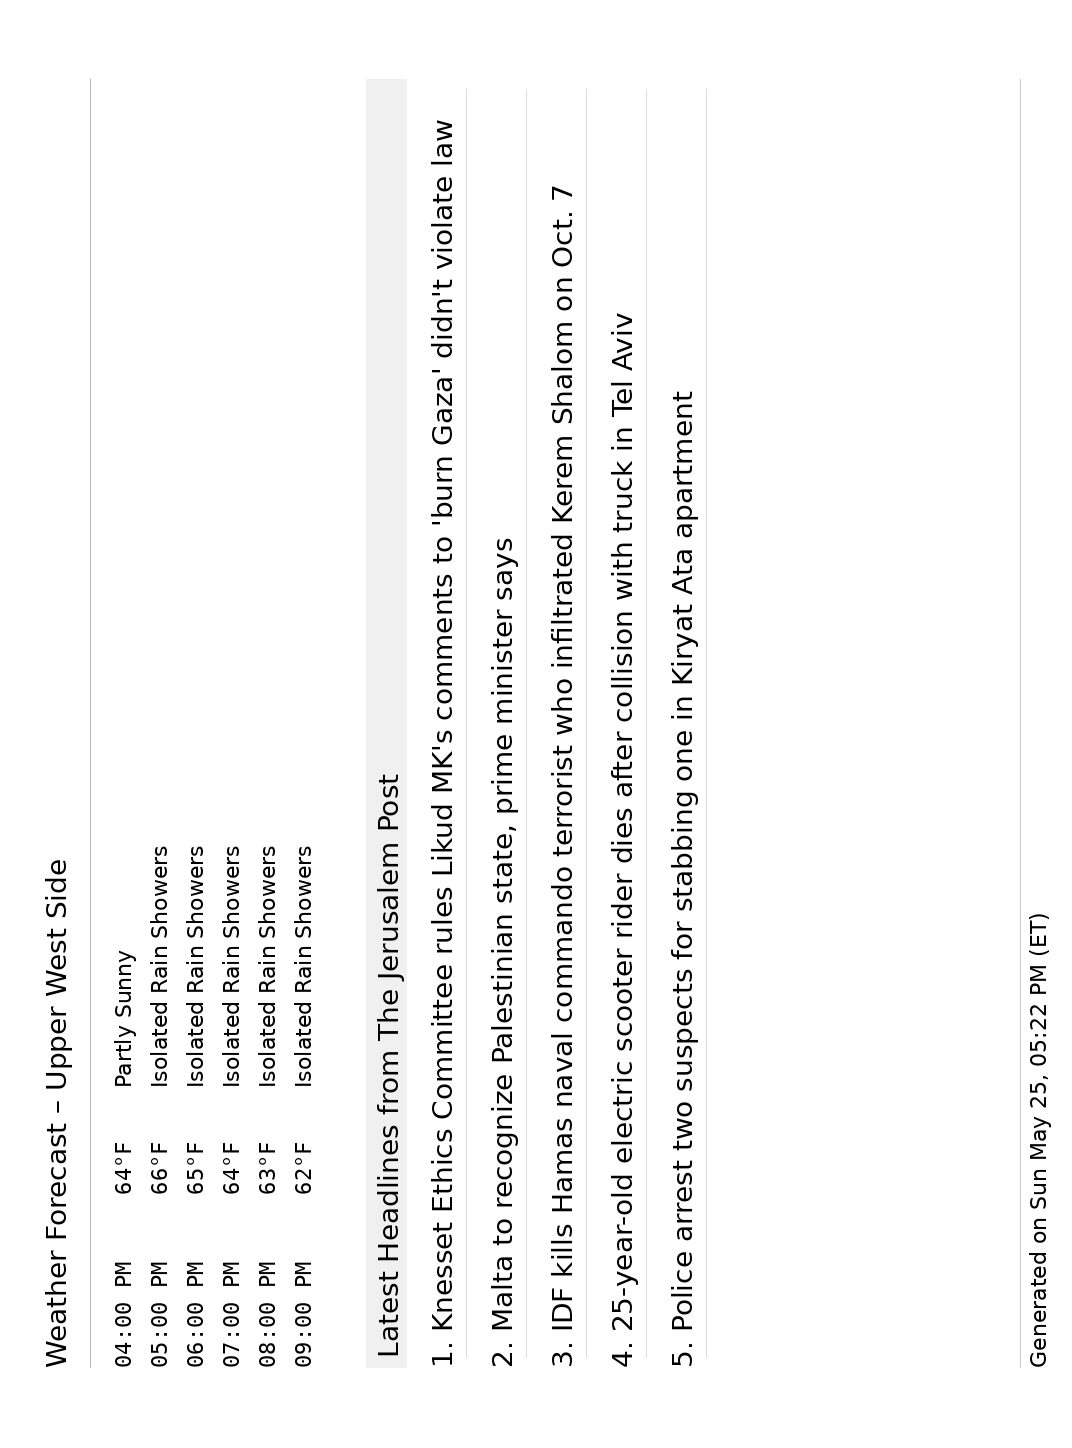 Weather Forecast – Upper West Side
04:00 PM 64°F Partly Sunny
05:00 PM 66°F Isolated Rain Showers
06:00 PM 65°F Isolated Rain Showers
07:00 PM 64°F Isolated Rain Showers
08:00 PM 63°F Isolated Rain Showers
09:00 PM 62°F Isolated Rain Showers
Latest Headlines from The Jerusalem Post
1. Knesset Ethics Committee rules Likud MK's comments to 'burn Gaza' didn't violate law
2. Malta to recognize Palestinian state, prime minister says
3. IDF kills Hamas naval commando terrorist who infiltrated Kerem Shalom on Oct. 7
4. 25-year-old electric scooter rider dies after collision with truck in Tel Aviv
5. Police arrest two suspects for stabbing one in Kiryat Ata apartment
Generated on Sun May 25, 05:22 PM (ET)